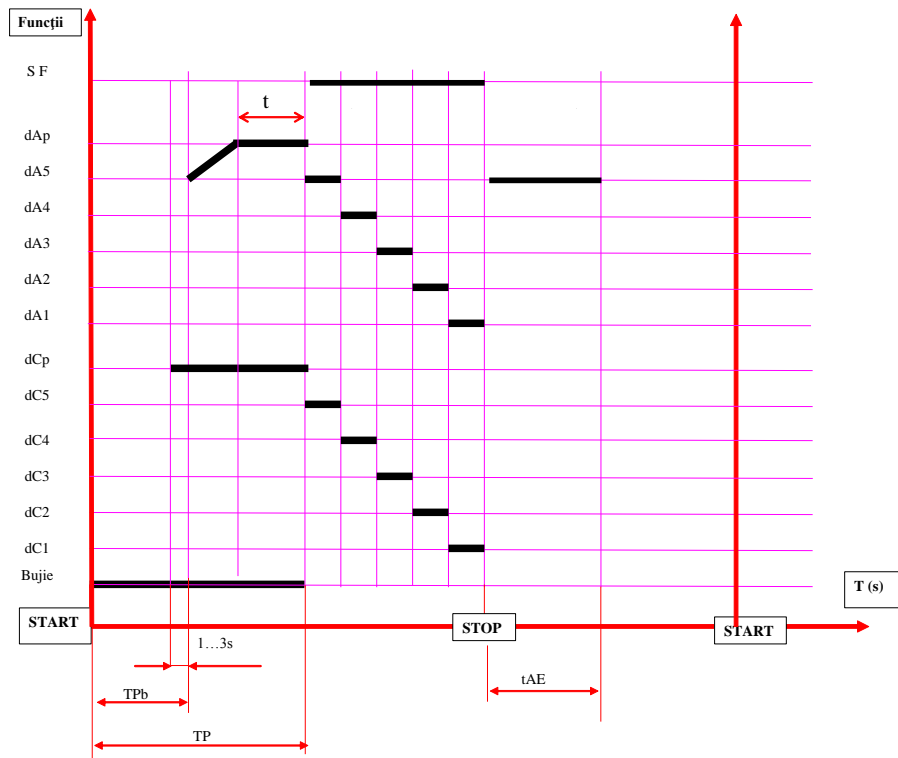 Funcții
S F
t
dAp
dA5
dA4
dA3
dA2
dA1
dCp
dC5
dC4
dC3
dC2
dC1
Bujie
T (s)
START
STOP
START
1…3s
tAE
TPb
TP